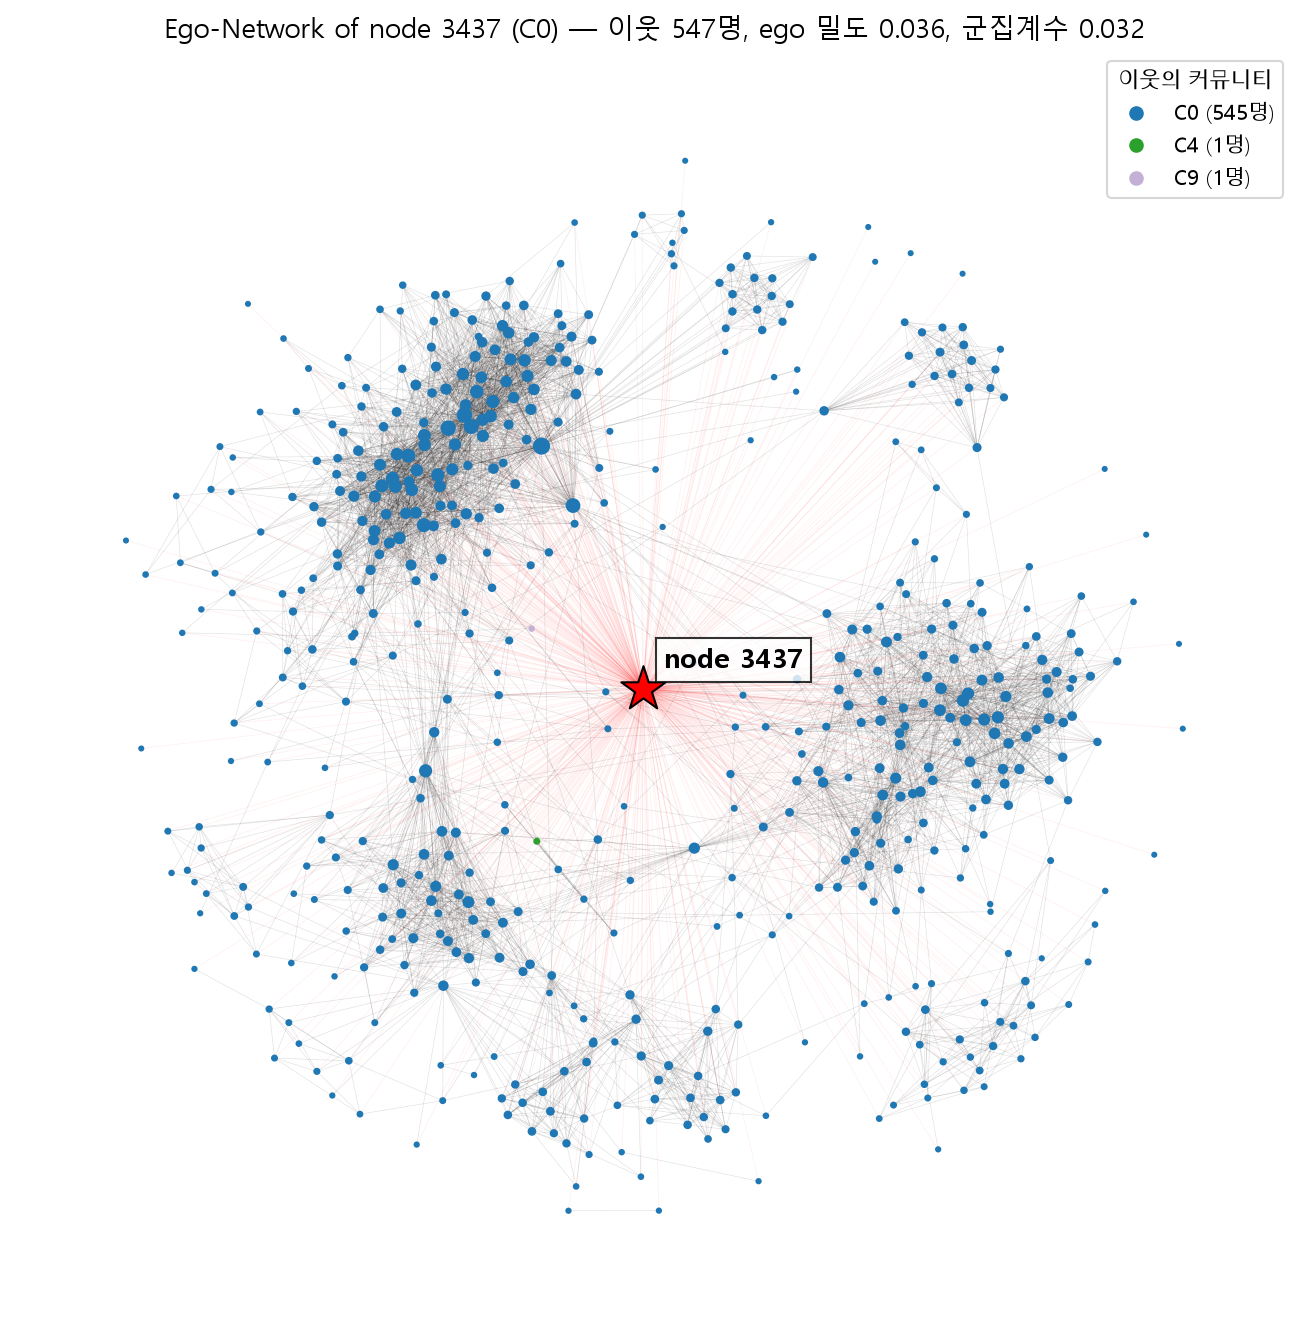 Ego-Network of node 3437 (C0) — 이웃 547명, ego 밀도 0.036, 군집계수 0.032
이웃의 커뮤니티
C0 (545명)
C4 (1명)
C9 (1명)
node 3437